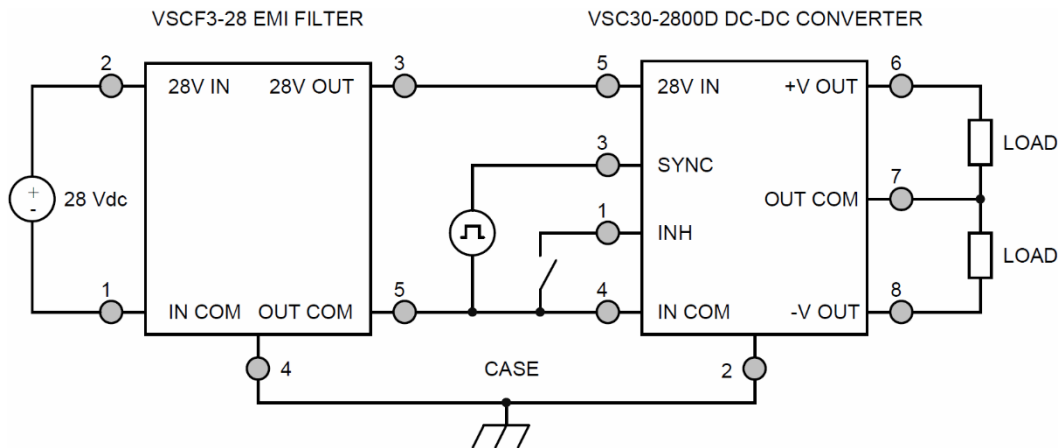 VSCF3-28 EMI FILTER
VSC30-2800D DC-DC CONVERTER
2
3
5
6
28V IN
28V OUT
28V IN
+V OUT
3
LOAD
SYNC
7
+
-
28 Vdc
1
OUT COM
INH
LOAD
1
5
4
8
IN COM
OUT COM
IN COM
-V OUT
4
CASE
2